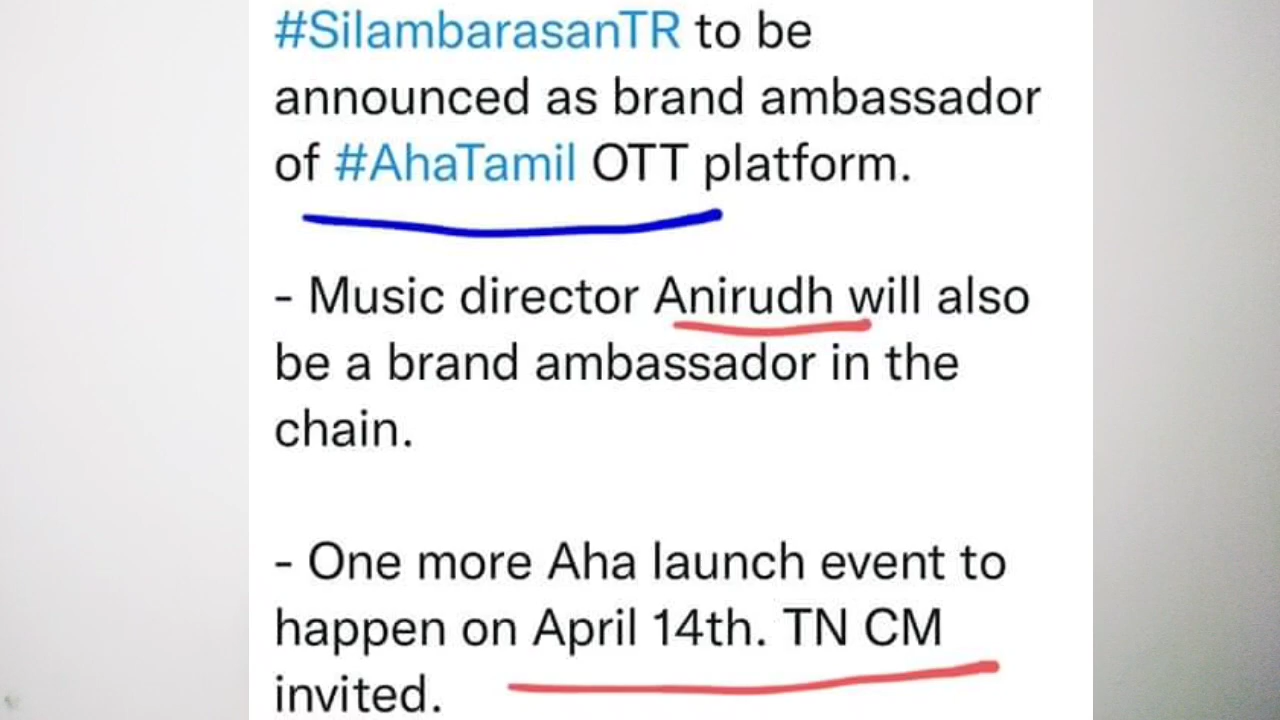 #SilambarasanTR to be
announced as brand ambassador
of #AhaTamil OTT platform.
- Music director Anirudh will also
be a brand ambassador in the
chain.
- One more Aha launch event to
happen on April 14th. TN CM
invited.